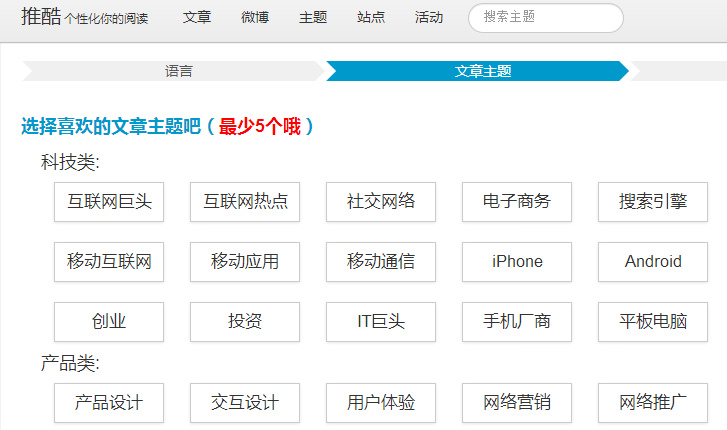 推酷 个性化你的阅读 文章 微博 主题 站点 活动 搜索主题
语言 文章主题
选择喜欢的文章主题吧（最少5个哦）
科技类:
互联网巨头 互联网热点 社交网络 电子商务 搜索引擎
移动互联网 移动应用 移动通信 iPhone Android
创业 投资 IT巨头 手机厂商 平板电脑
产品类:
产品设计 交互设计 用户体验 网络营销 网络推广